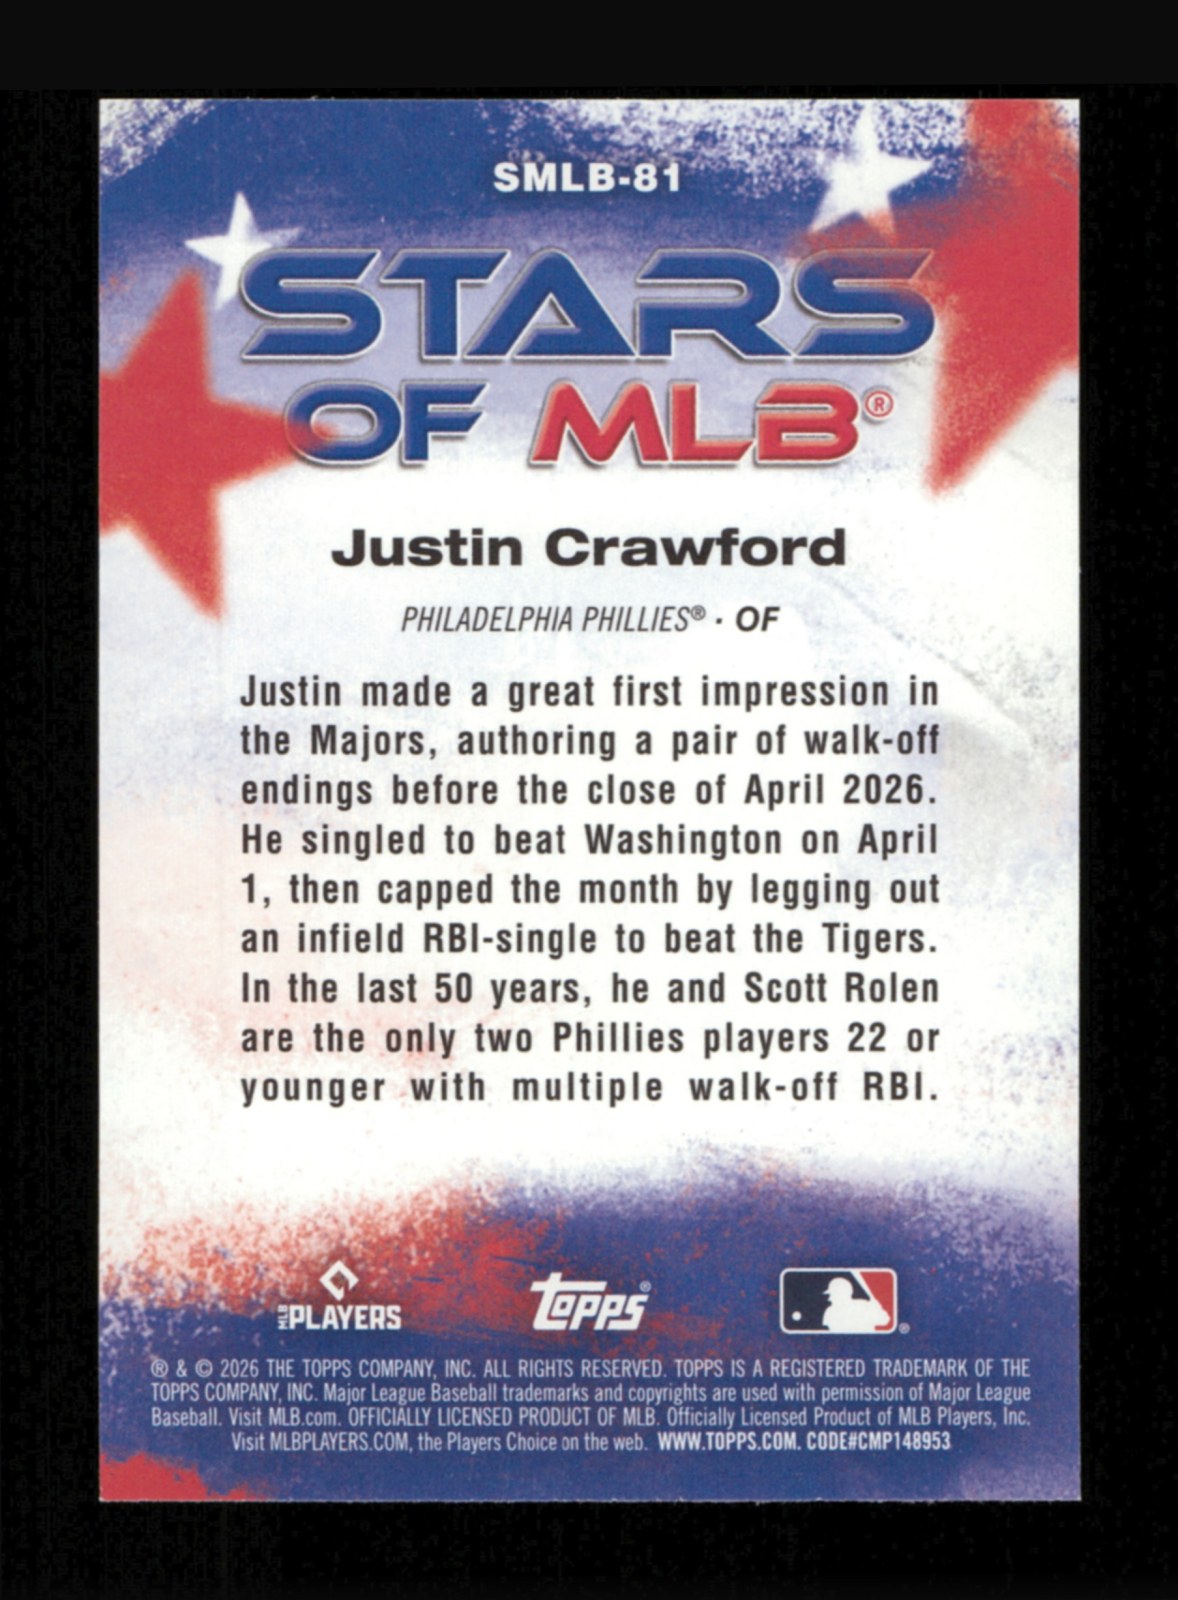 SMLB-81
STARS
OF MLB®
Justin Crawford
PHILADELPHIA PHILLIES® · OF
Justin made a great first impression in
the Majors, authoring a pair of walk-off
endings before the close of April 2026.
He singled to beat Washington on April
1, then capped the month by legging out
an infield RBI-single to beat the Tigers.
In the last 50 years, he and Scott Rolen
are the only two Phillies players 22 or
younger with multiple walk-off RBI.
MLB PLAYERS
Topps®
®
® & © 2026 THE TOPPS COMPANY, INC. ALL RIGHTS RESERVED. TOPPS IS A REGISTERED TRADEMARK OF THE
TOPPS COMPANY, INC. Major League Baseball trademarks and copyrights are used with permission of Major League
Baseball. Visit MLB.com. OFFICIALLY LICENSED PRODUCT OF MLB. Officially Licensed Product of MLB Players, Inc.
Visit MLBPLAYERS.COM, the Players Choice on the web. WWW.TOPPS.COM. CODE#CMP148953